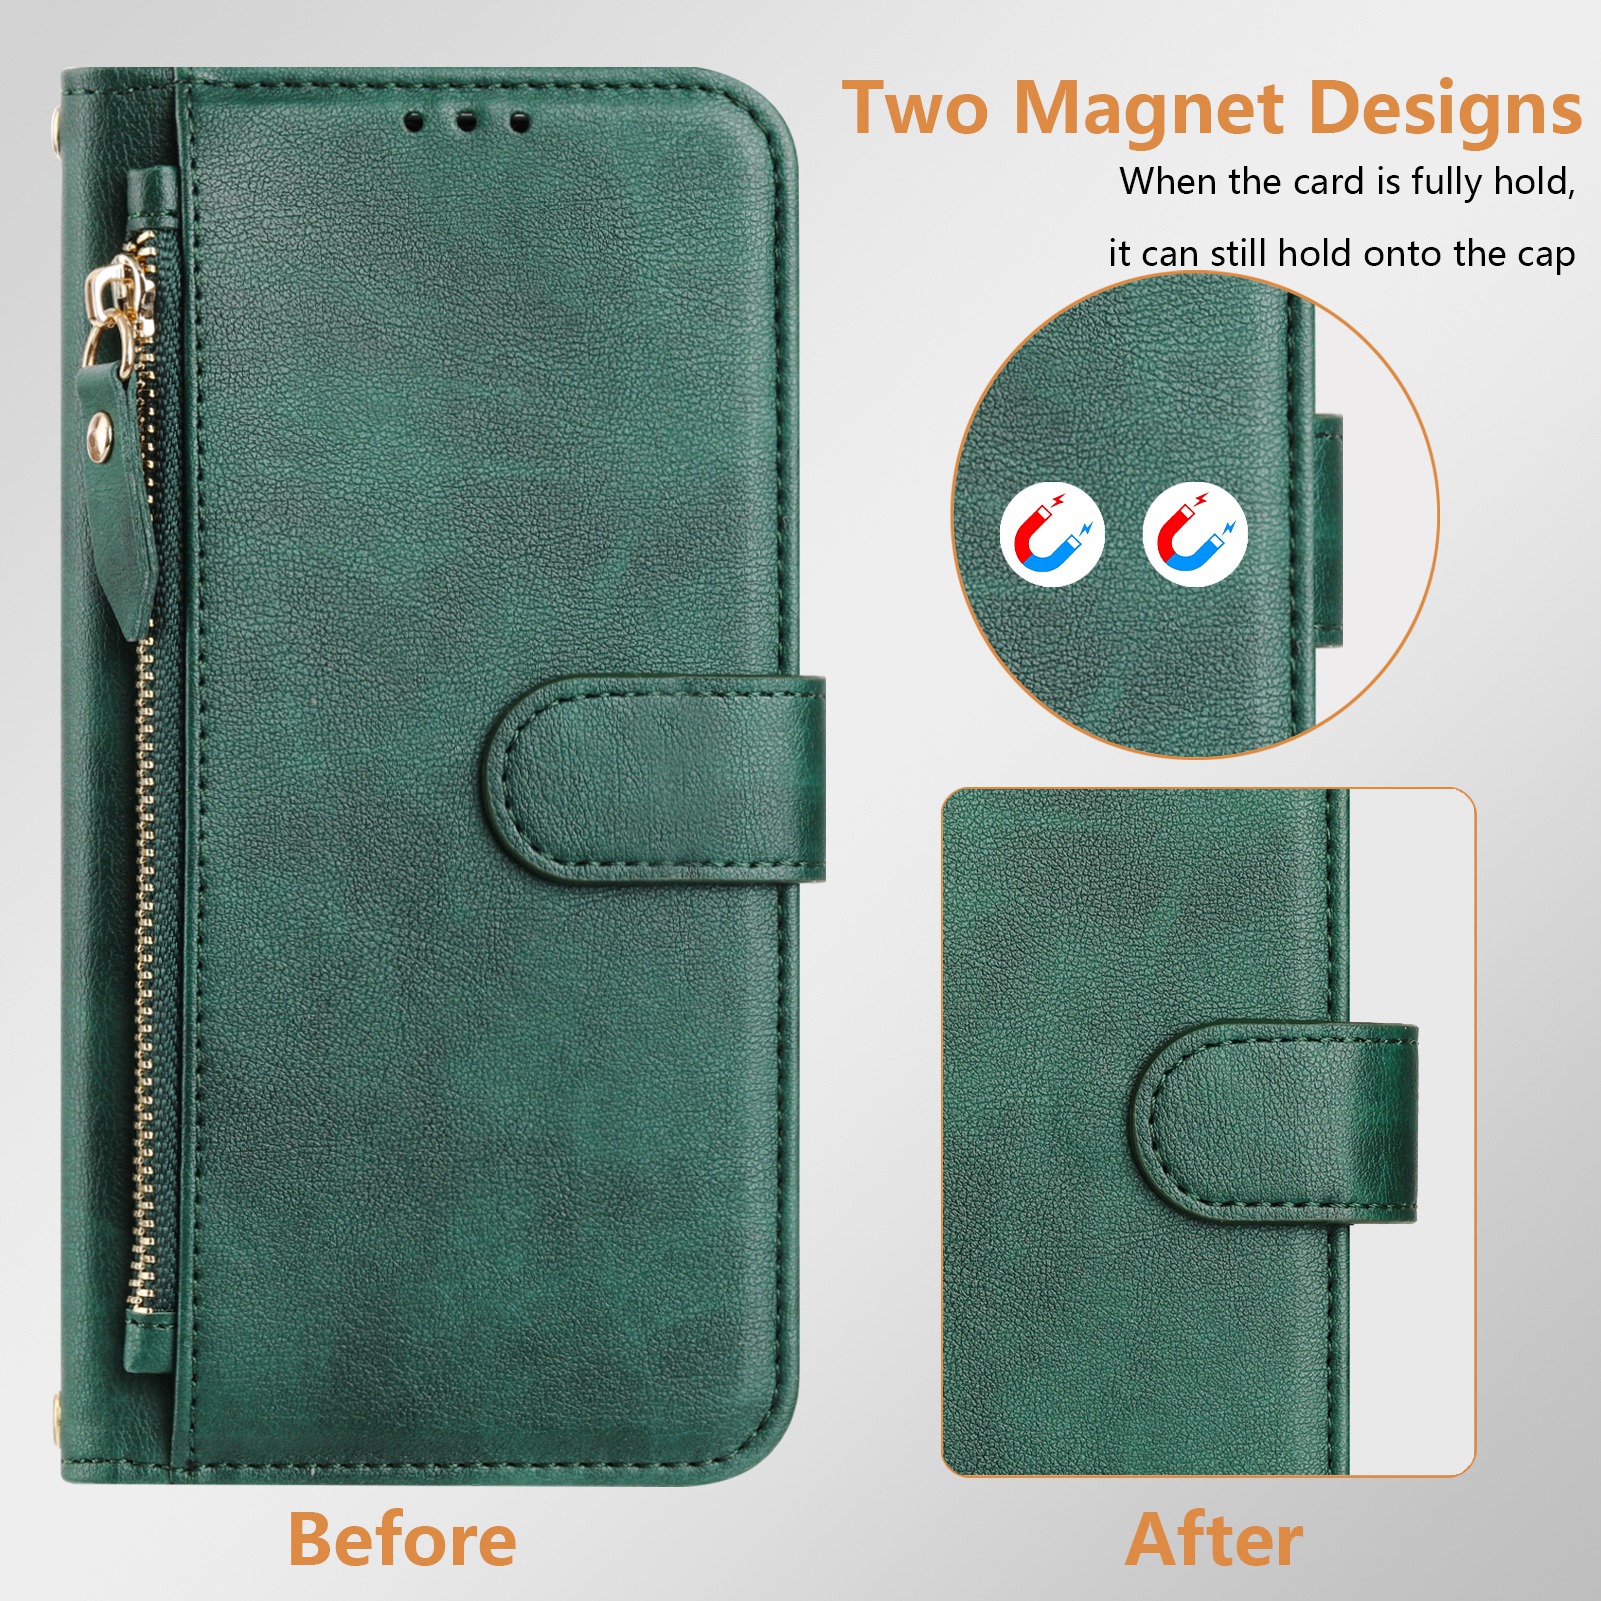 Two Magnet Designs
When the card is fully hold,
it can still hold onto the cap
Before
After